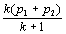 k(p₁ + p₂)
k + 1